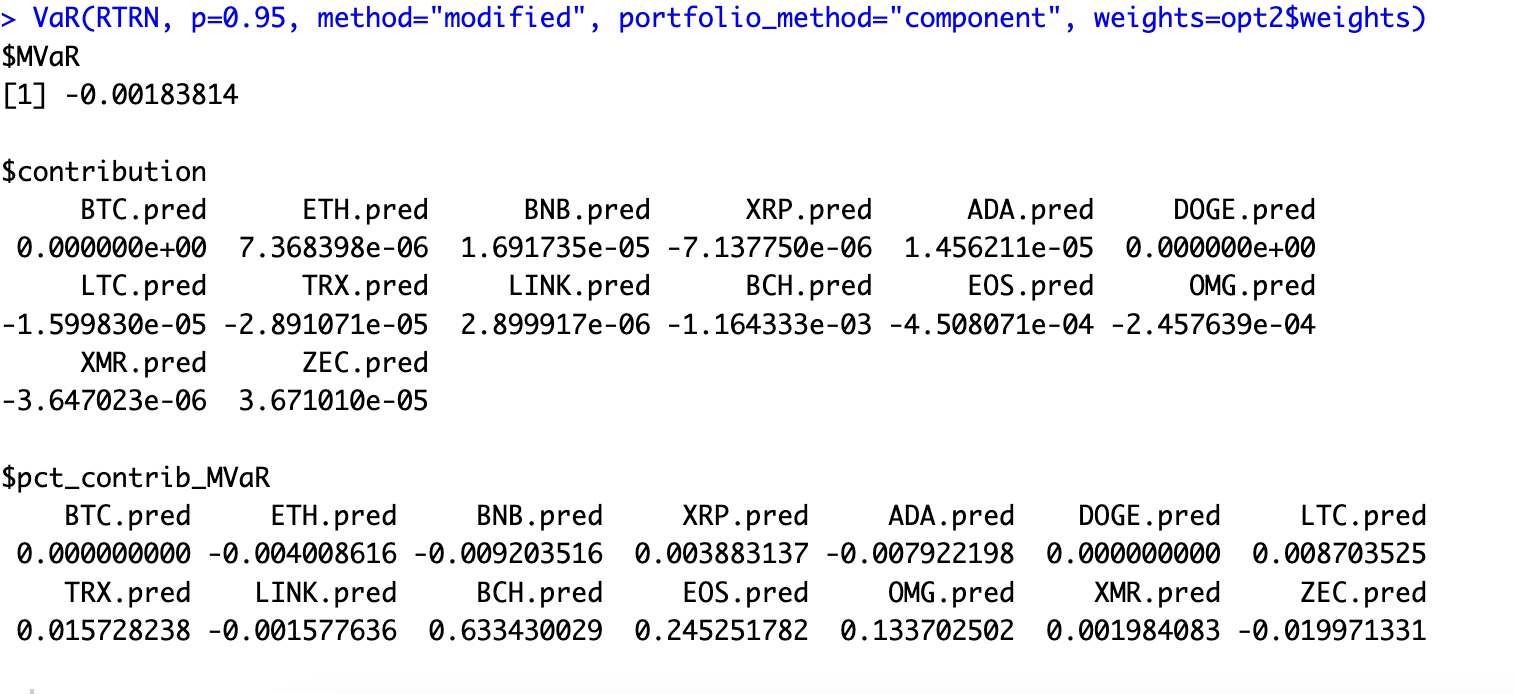 > VaR(RTRN, p=0.95, method="modified", portfolio_method="component", weights=opt2$weights)
$MVaR
[1] -0.00183814
$contribution
BTC.pred ETH.pred BNB.pred XRP.pred ADA.pred DOGE.pred
0.000000e+00 7.368398e-06 1.691735e-05 -7.137750e-06 1.456211e-05 0.000000e+00
LTC.pred TRX.pred LINK.pred BCH.pred EOS.pred OMG.pred
-1.599830e-05 -2.891071e-05 2.899917e-06 -1.164333e-03 -4.508071e-04 -2.457639e-04
XMR.pred ZEC.pred
-3.647023e-06 3.671010e-05
$pct_contrib_MVaR
BTC.pred ETH.pred BNB.pred XRP.pred ADA.pred DOGE.pred LTC.pred
0.000000000 -0.004008616 -0.009203516 0.003883137 -0.007922198 0.000000000 0.008703525
TRX.pred LINK.pred BCH.pred EOS.pred OMG.pred XMR.pred ZEC.pred
0.015728238 -0.001577636 0.633430029 0.245251782 0.133702502 0.001984083 -0.019971331